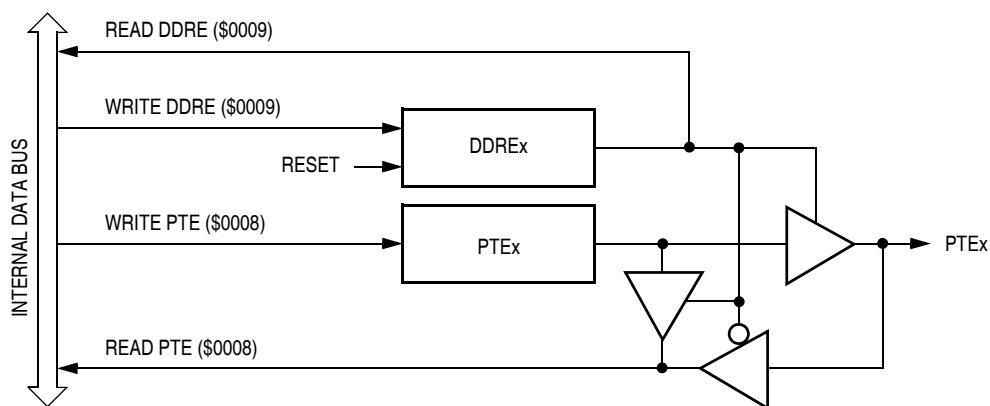 READ DDRE ($0009)
WRITE DDRE ($0009)
DDREx
RESET
WRITE PTE ($0008)
PTEx
PTEx
READ PTE ($0008)
INTERNAL DATA BUS